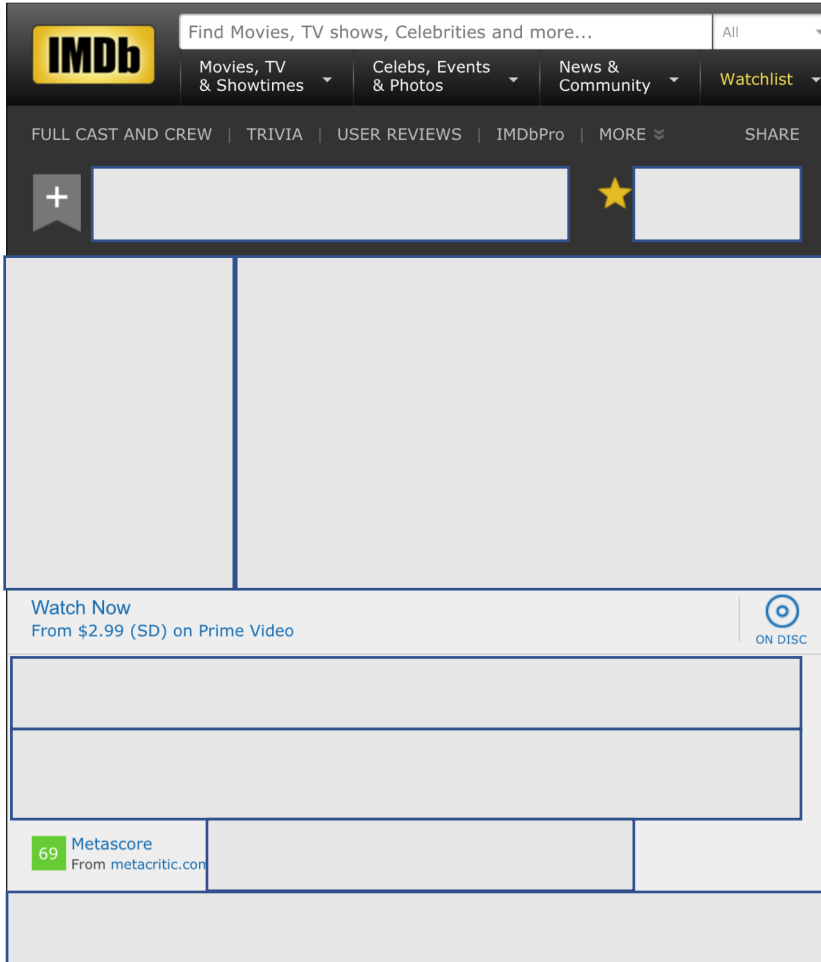 IMDb
Find Movies, TV shows, Celebrities and more...
All
Movies, TV
& Showtimes
Celebs, Events
& Photos
News &
Community
Watchlist
FULL CAST AND CREW | TRIVIA | USER REVIEWS | IMDbPro | MORE
SHARE
Watch Now
From $2.99 (SD) on Prime Video
ON DISC
69
Metascore
From metacritic.com